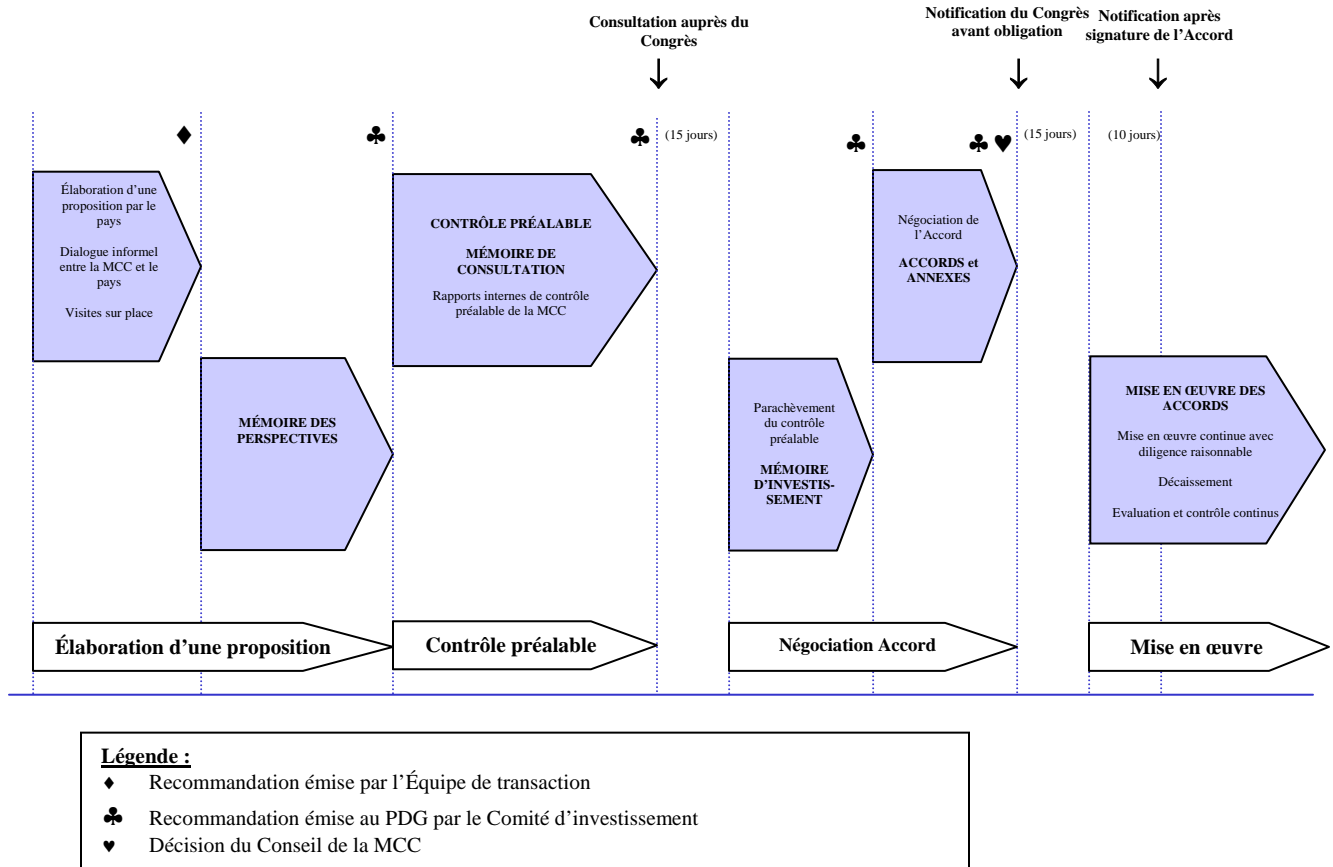 Consultation auprès du
Congrès
Notification du Congrès
avant obligation
Notification après
signature de l’Accord
↓
↓
↓
♦
♣
♣
(15 jours)
♣
♣ ♥
(15 jours)
(10 jours)
Élaboration d’une
proposition par le
pays
Dialogue informel
entre la MCC et le
pays
Visites sur place
MÉMOIRE DES
PERSPECTIVES
CONTRÔLE PRÉALABLE
MÉMOIRE DE
CONSULTATION
Rapports internes de contrôle
préalable de la MCC
Parachèvement
du contrôle
préalable
MÉMOIRE
D’INVESTIS-
SEMENT
Négociation de
l’Accord
ACCORDS et
ANNEXES
MISE EN ŒUVRE DES
ACCORDS
Mise en œuvre continue avec
diligence raisonnable
Décaissement
Evaluation et contrôle continus
Élaboration d’une proposition
Contrôle préalable
Négociation Accord
Mise en œuvre
Légende :
♦ Recommandation émise par l’Équipe de transaction
♣ Recommandation émise au PDG par le Comité d’investissement
♥ Décision du Conseil de la MCC